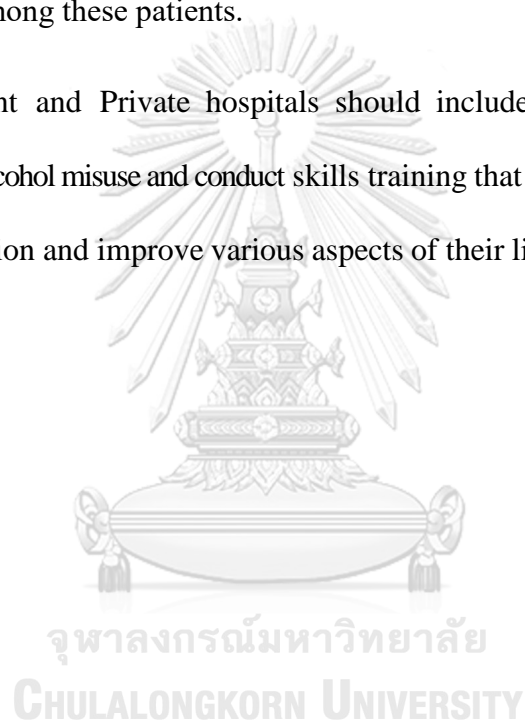 nong these patients.
nt and Private hospitals should include
cohol misuse and conduct skills training that
ion and improve various aspects of their li
จุฬาลงกรณ์มหาวิทยาลัย
CHULALONGKORN UNIVERSITY